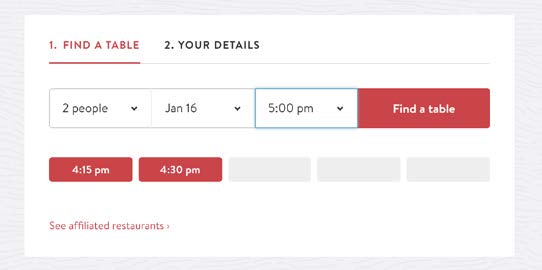 1. FIND A TABLE 2. YOUR DETAILS
2 people Jan 16 5:00 pm Find a table
4:15 pm 4:30 pm
See affiliated restaurants ›